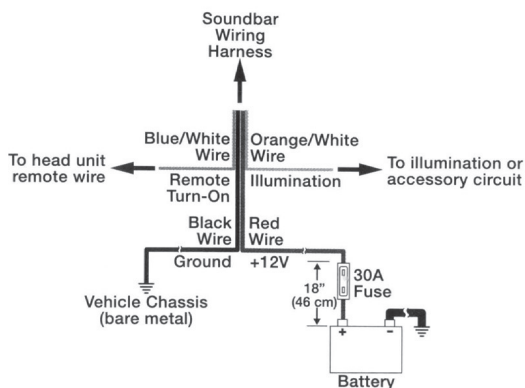 Soundbar
Wiring
Harness
Blue/White
Wire
Orange/White
Wire
To head unit
remote wire
Remote
Turn-On
Illumination
To illumination or
accessory circuit
Black
Wire
Red
Wire
Ground
+12V
30A
Fuse
18"
(46 cm)
Vehicle Chassis
(bare metal)
+
-
Battery